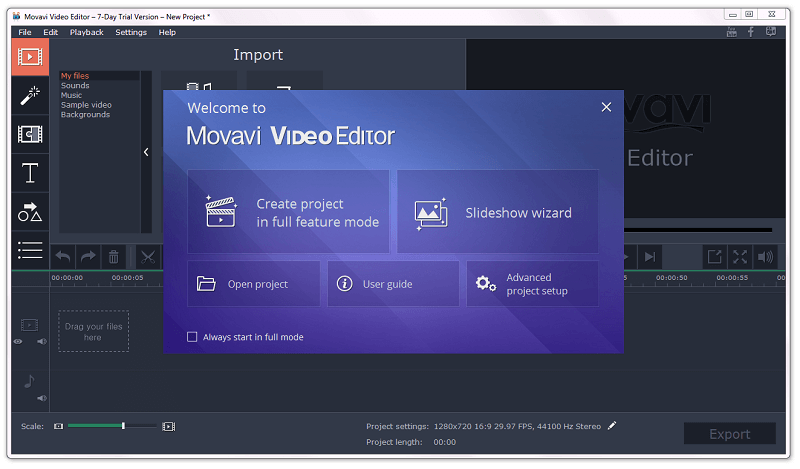 Movavi Video Editor – 7-Day Trial Version – New Project *
File Edit Playback Settings Help
Import
My files
Sounds
Music
Sample video
Backgrounds
Welcome to
Movavi Video Editor
Create project
in full feature mode
Slideshow wizard
Open project
User guide
Advanced
project setup
Always start in full mode
Editor
00:00:00 00:00:05 00:00:50 00:00:55
Drag your files
here
Scale:
Project settings: 1280x720 16:9 29.97 FPS, 44100 Hz Stereo
Project length: 00:00
Export